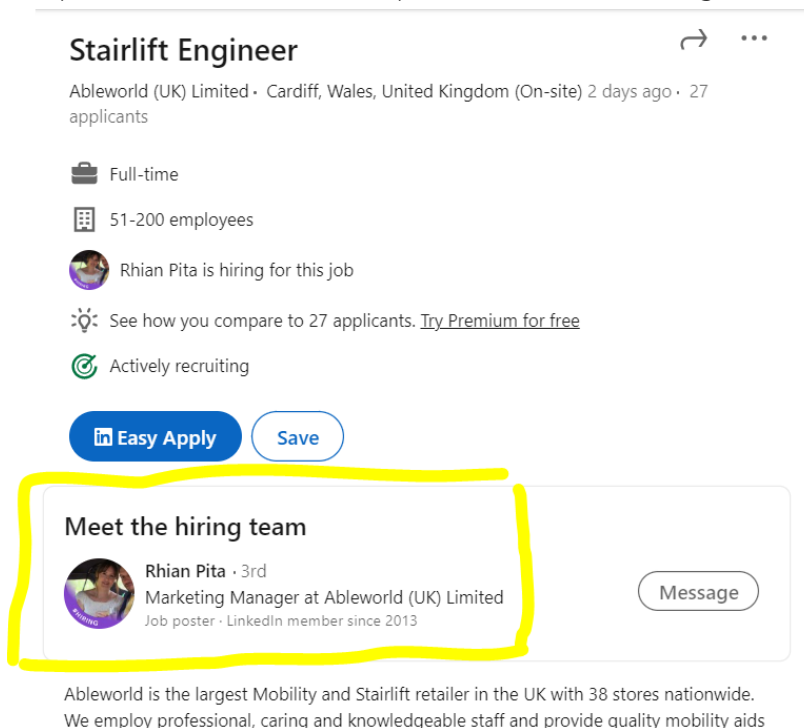 Stairlift Engineer
Ableworld (UK) Limited · Cardiff, Wales, United Kingdom (On-site) 2 days ago · 27
applicants
Full-time
51-200 employees
Rhian Pita is hiring for this job
See how you compare to 27 applicants. Try Premium for free
Actively recruiting
in Easy Apply
Save
Meet the hiring team
Rhian Pita · 3rd
Marketing Manager at Ableworld (UK) Limited
Job poster · LinkedIn member since 2013
#HIRING
Message
Ableworld is the largest Mobility and Stairlift retailer in the UK with 38 stores nationwide.
We employ professional, caring and knowledgeable staff and provide quality mobility aids